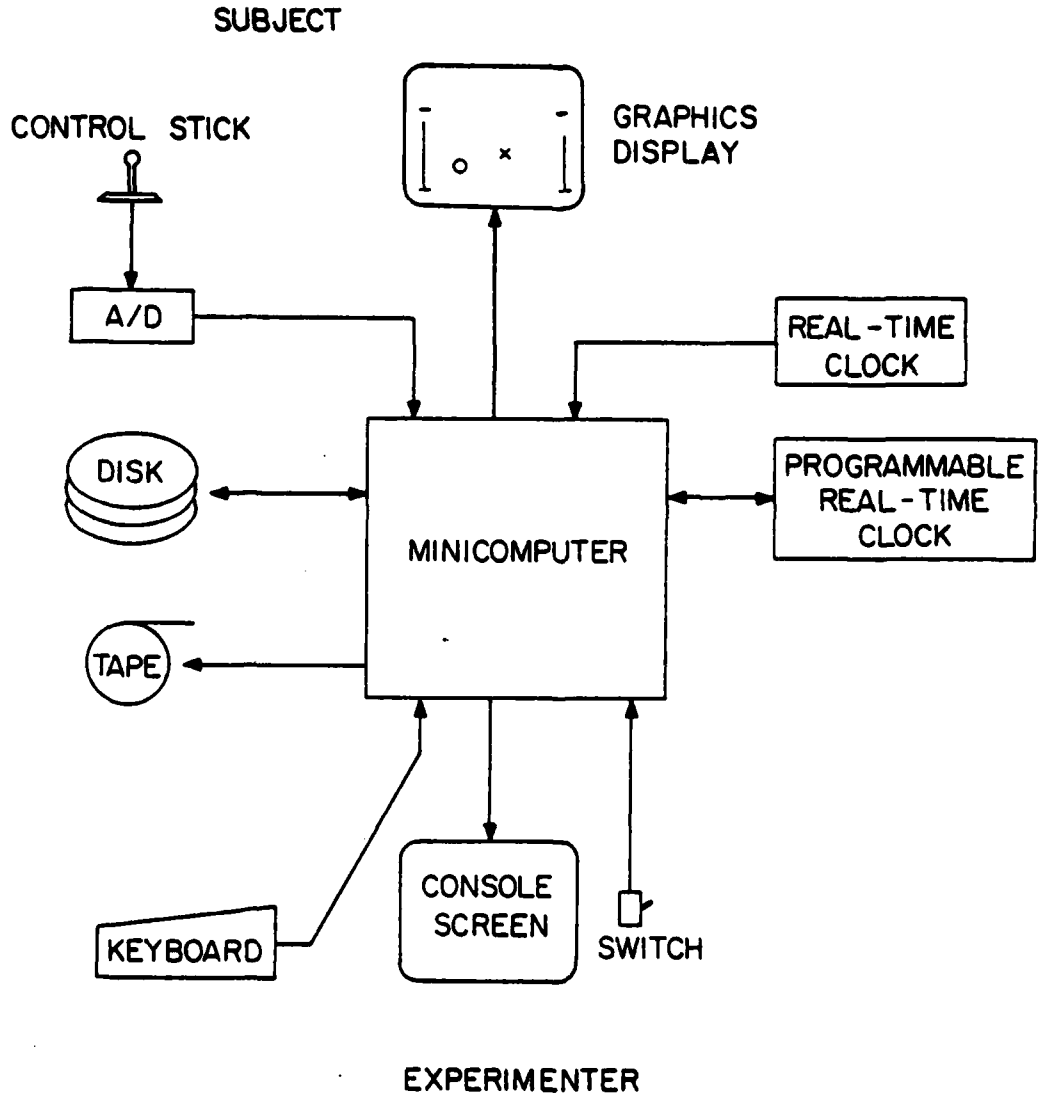 SUBJECT
CONTROL STICK
GRAPHICS
DISPLAY
A/D
REAL-TIME
CLOCK
DISK
PROGRAMMABLE
REAL-TIME
CLOCK
MINICOMPUTER
TAPE
CONSOLE
SCREEN
KEYBOARD
SWITCH
EXPERIMENTER